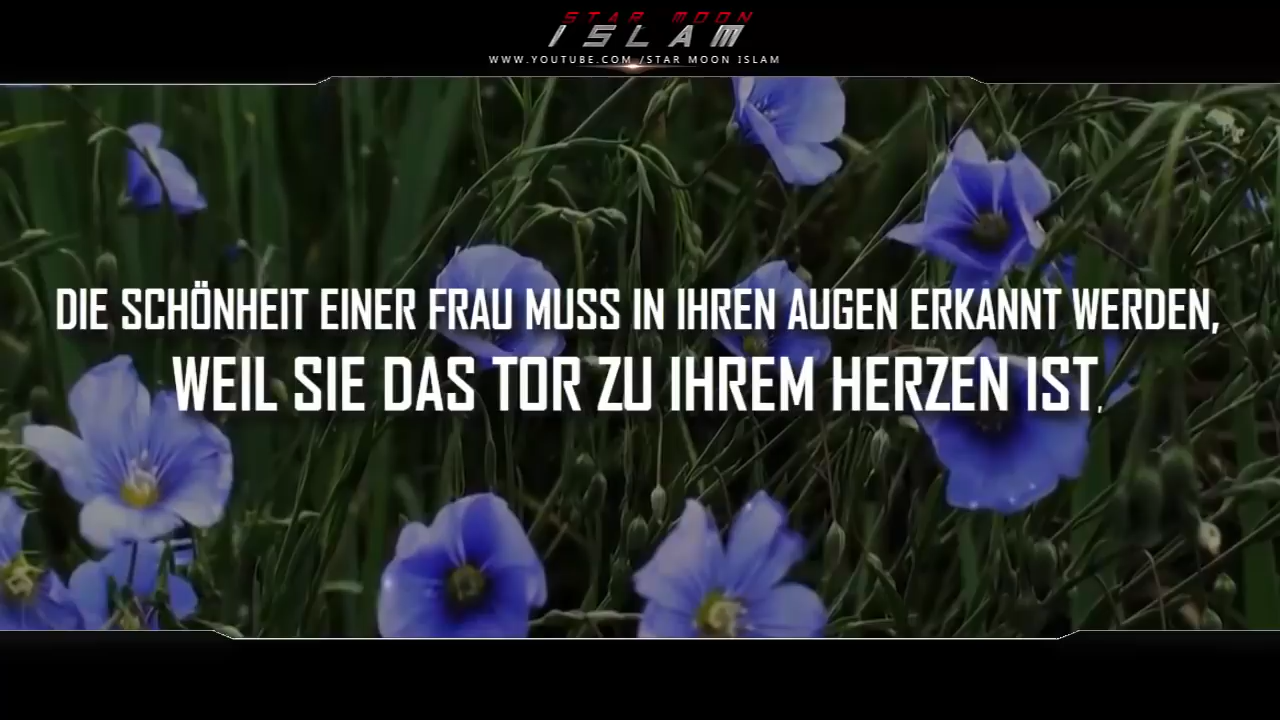 STAR MOON
ISLAM
WWW.YOUTUBE.COM /STAR MOON ISLAM
DIE SCHÖNHEIT EINER FRAU MUSS IN IHREN AUGEN ERKANNT WERDEN,
WEIL SIE DAS TOR ZU IHREM HERZEN IST,